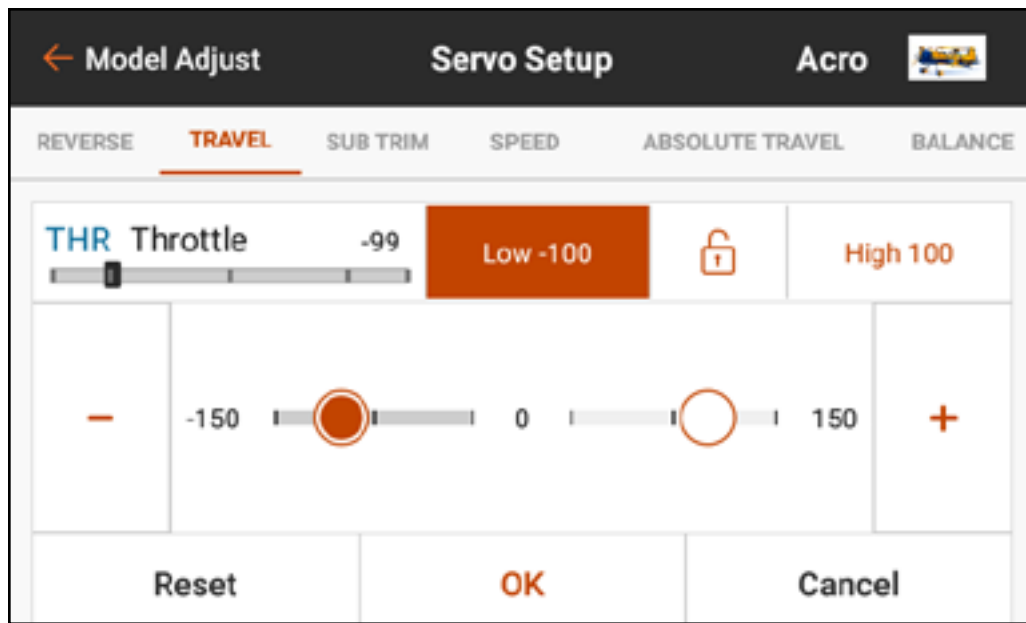 ← Model Adjust Servo Setup Acro
REVERSE TRAVEL SUB TRIM SPEED ABSOLUTE TRAVEL BALANCE
THR Throttle -99 Low -100 High 100
- -150 0 150 +
Reset OK Cancel